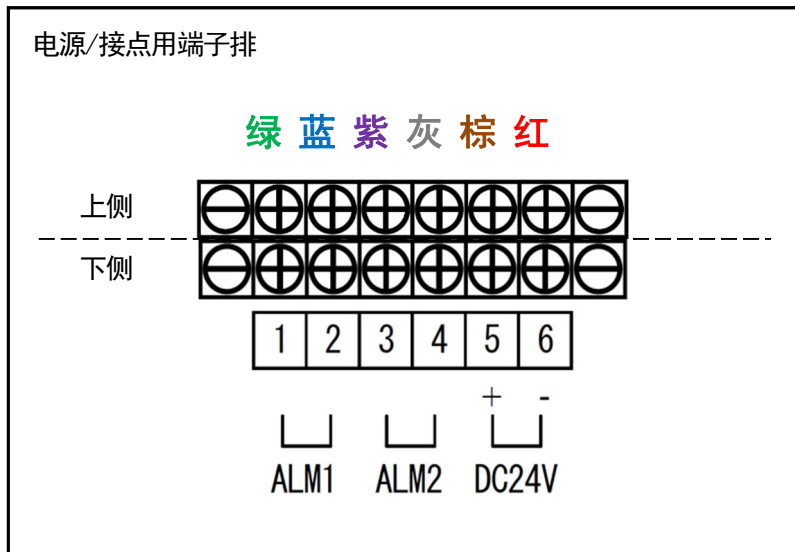 电源/接点用端子排
绿 蓝 紫 灰 棕 红
上侧
下侧
1 2 3 4 5 6
+ -
ALM1 ALM2 DC24V